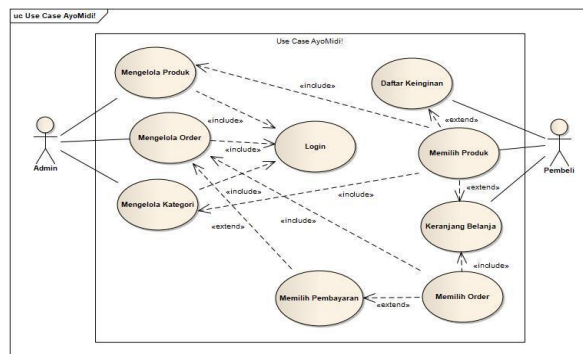 uc Use Case AyoMidi!
Use Case AyoMidi!
Mengelola Produk
Daftar Keinginan
«include»
«include»
«extend»
Mengelola Order
«include»
Login
Memilih Produk
Admin
Pembeli
«include»
«extend»
Mengelola Kategori
«include»
«extend»
Keranjang Belanja
«include»
Memilih Pembayaran
«extend»
Memilih Order